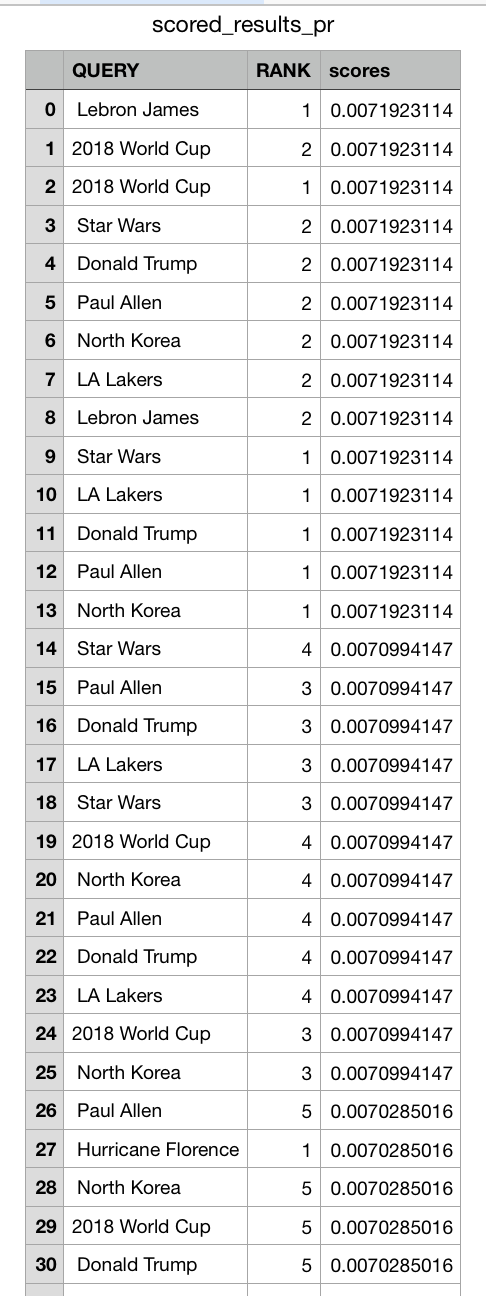 scored_results_pr
QUERY RANK scores
0 Lebron James 1 0.0071923114
1 2018 World Cup 2 0.0071923114
2 2018 World Cup 1 0.0071923114
3 Star Wars 2 0.0071923114
4 Donald Trump 2 0.0071923114
5 Paul Allen 2 0.0071923114
6 North Korea 2 0.0071923114
7 LA Lakers 2 0.0071923114
8 Lebron James 2 0.0071923114
9 Star Wars 1 0.0071923114
10 LA Lakers 1 0.0071923114
11 Donald Trump 1 0.0071923114
12 Paul Allen 1 0.0071923114
13 North Korea 1 0.0071923114
14 Star Wars 4 0.0070994147
15 Paul Allen 3 0.0070994147
16 Donald Trump 3 0.0070994147
17 LA Lakers 3 0.0070994147
18 Star Wars 3 0.0070994147
19 2018 World Cup 4 0.0070994147
20 North Korea 4 0.0070994147
21 Paul Allen 4 0.0070994147
22 Donald Trump 4 0.0070994147
23 LA Lakers 4 0.0070994147
24 2018 World Cup 3 0.0070994147
25 North Korea 3 0.0070994147
26 Paul Allen 5 0.0070285016
27 Hurricane Florence 1 0.0070285016
28 North Korea 5 0.0070285016
29 2018 World Cup 5 0.0070285016
30 Donald Trump 5 0.0070285016